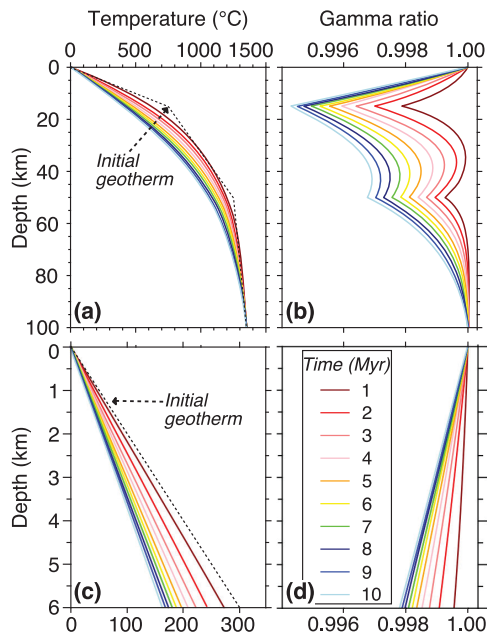 Temperature (°C)
0 500 1000 1500
Gamma ratio
0.996 0.998 1.00
Depth (km)
0
20
40
60
80
100
Initial
geotherm
(a)
(b)
Depth (km)
0
1
2
3
4
5
6
Initial
geotherm
(c)
0 100 200 300
Time (Myr)
1
2
3
4
5
6
7
8
9
10
(d)
0.996 0.998 1.00